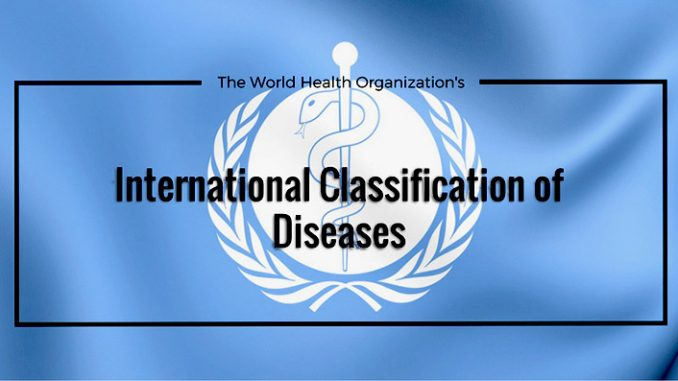 The World Health Organization's
International Classification of
Diseases